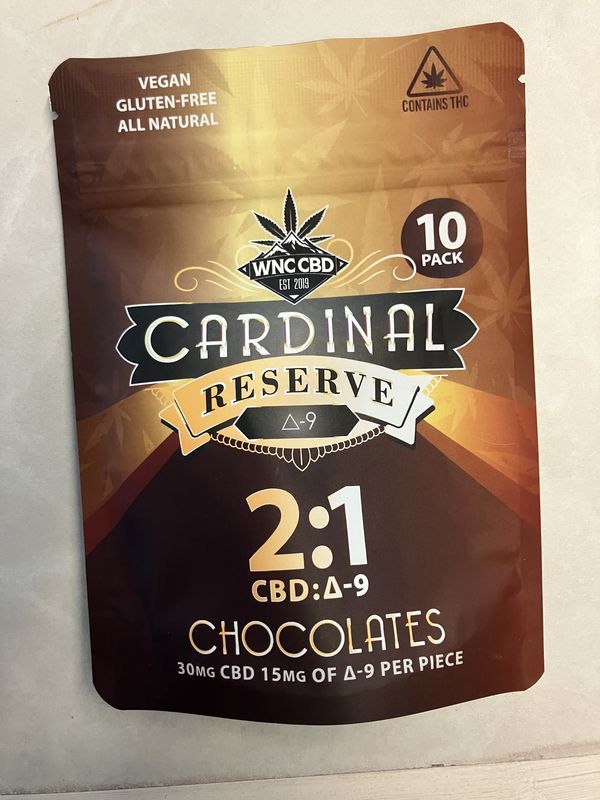 VEGAN
GLUTEN-FREE
ALL NATURAL
CONTAINS THC
10
PACK
WNC CBD
EST 2019
CARDINAL
RESERVE
Δ-9
2:1
CBD:Δ-9
CHOCOLATES
30MG CBD 15MG OF Δ-9 PER PIECE